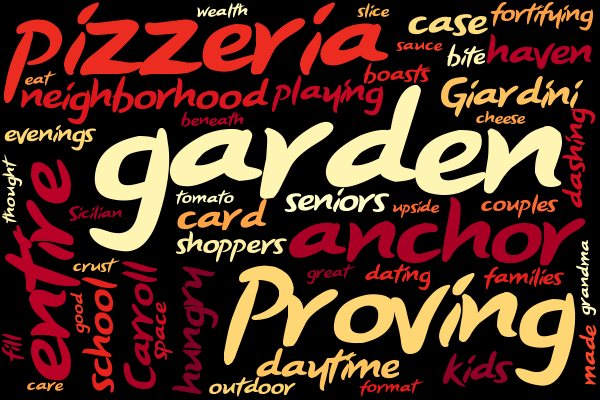 wealth
slice
fortifying
pizzeria
case
sauce
bite
haven
eat
boasts
neighborhood
playing
Giardini
beneath
cheese
evenings
garden
dashing
thought
entire
tomato
seniors
Sicilian
card
upside
couples
shoppers
anchor
crust
great
dating
families
grandma
good
school
Carroll
space
hungry
Proving
fill
daytime
kids
made
care
outdoor
format